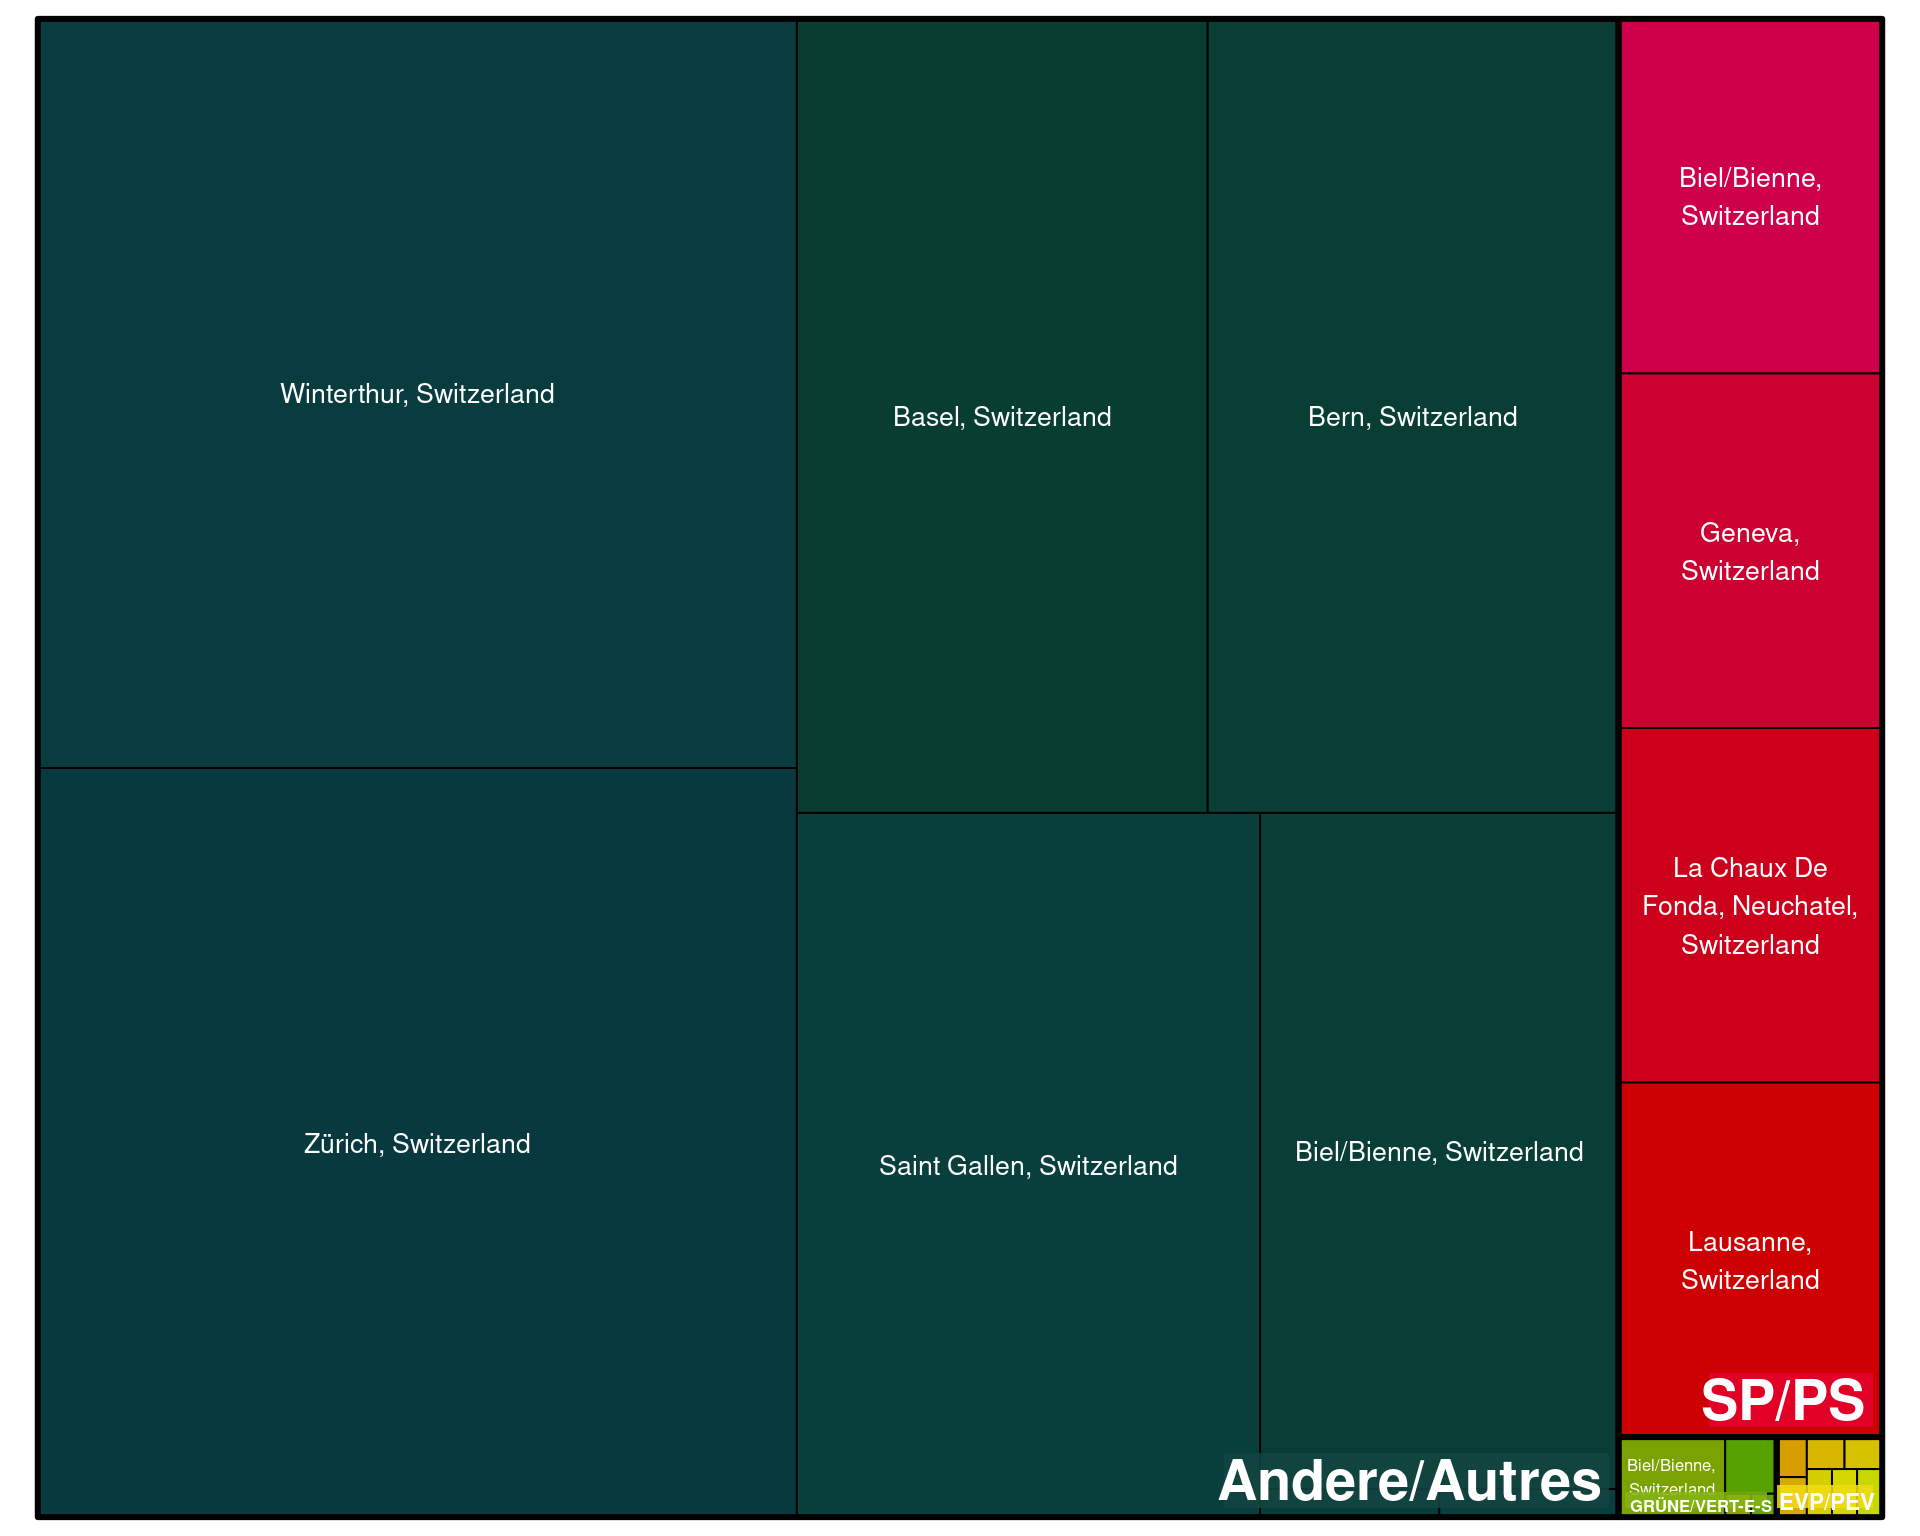 Winterthur, Switzerland
Zürich, Switzerland
Basel, Switzerland
Bern, Switzerland
Saint Gallen, Switzerland
Biel/Bienne, Switzerland
Andere/Autres
Biel/Bienne,
Switzerland
Geneva,
Switzerland
La Chaux De
Fonda, Neuchatel,
Switzerland
Lausanne,
Switzerland
SP/PS
Biel/Bienne,
Switzerland
GRÜNE/VERT-E-S
EVP/PEV